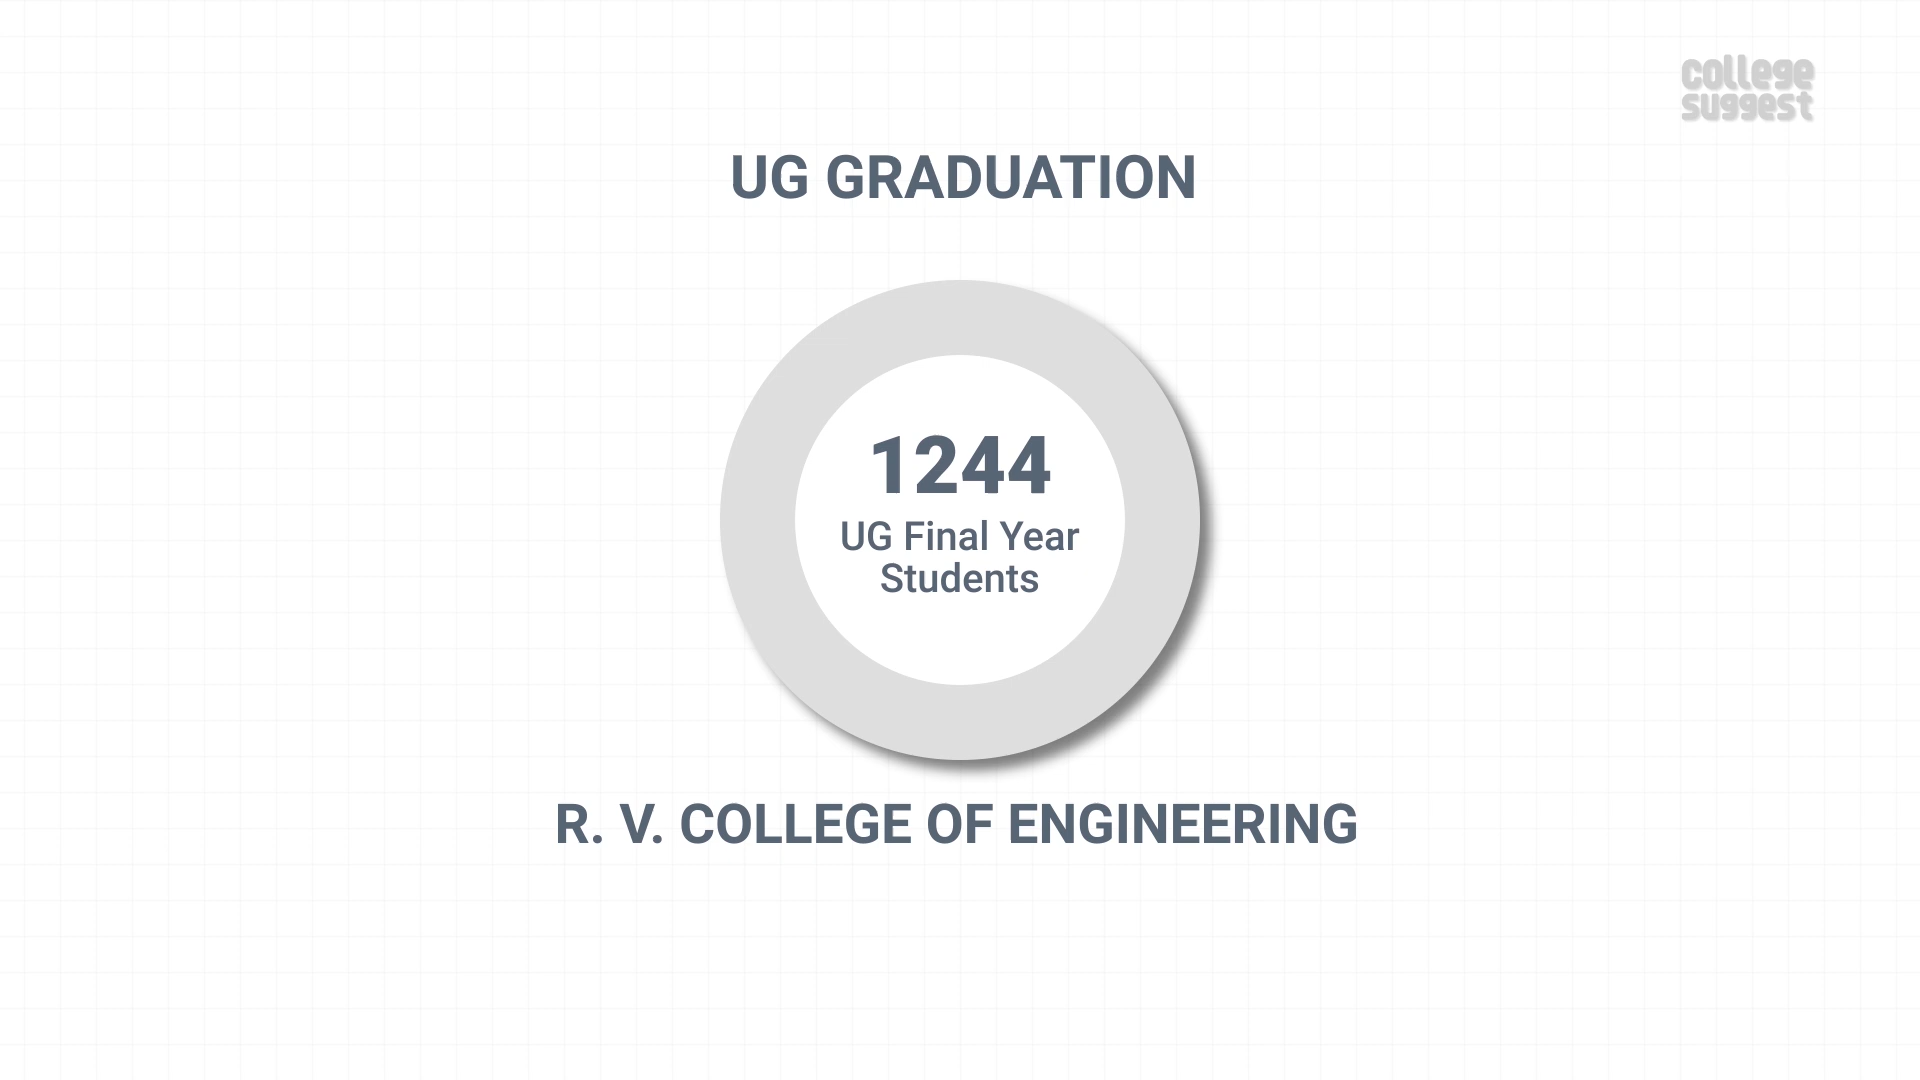 college
suggest
UG GRADUATION
1244
UG Final Year
Students
R. V. COLLEGE OF ENGINEERING